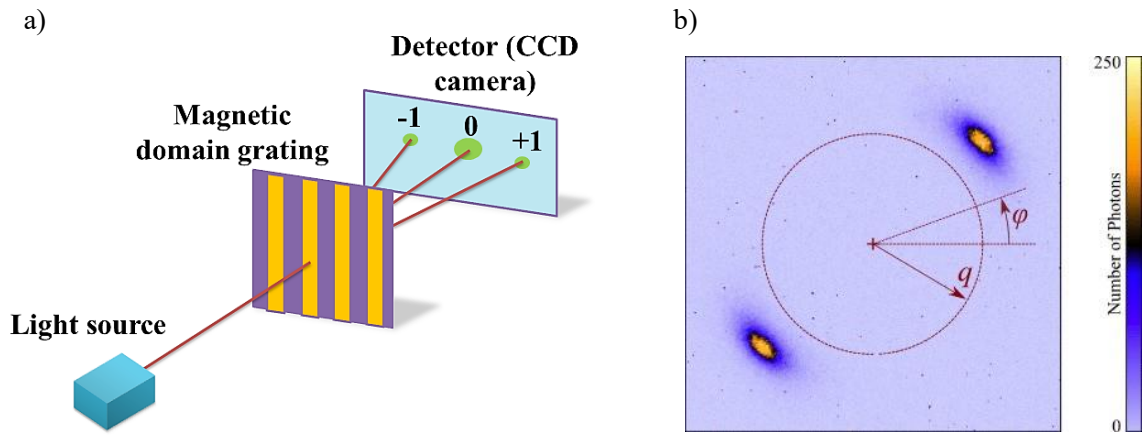 a)
Detector (CCD
camera)
-1
0
+1
Magnetic
domain grating
Light source
b)
φ
q
250
Number of Photons
0